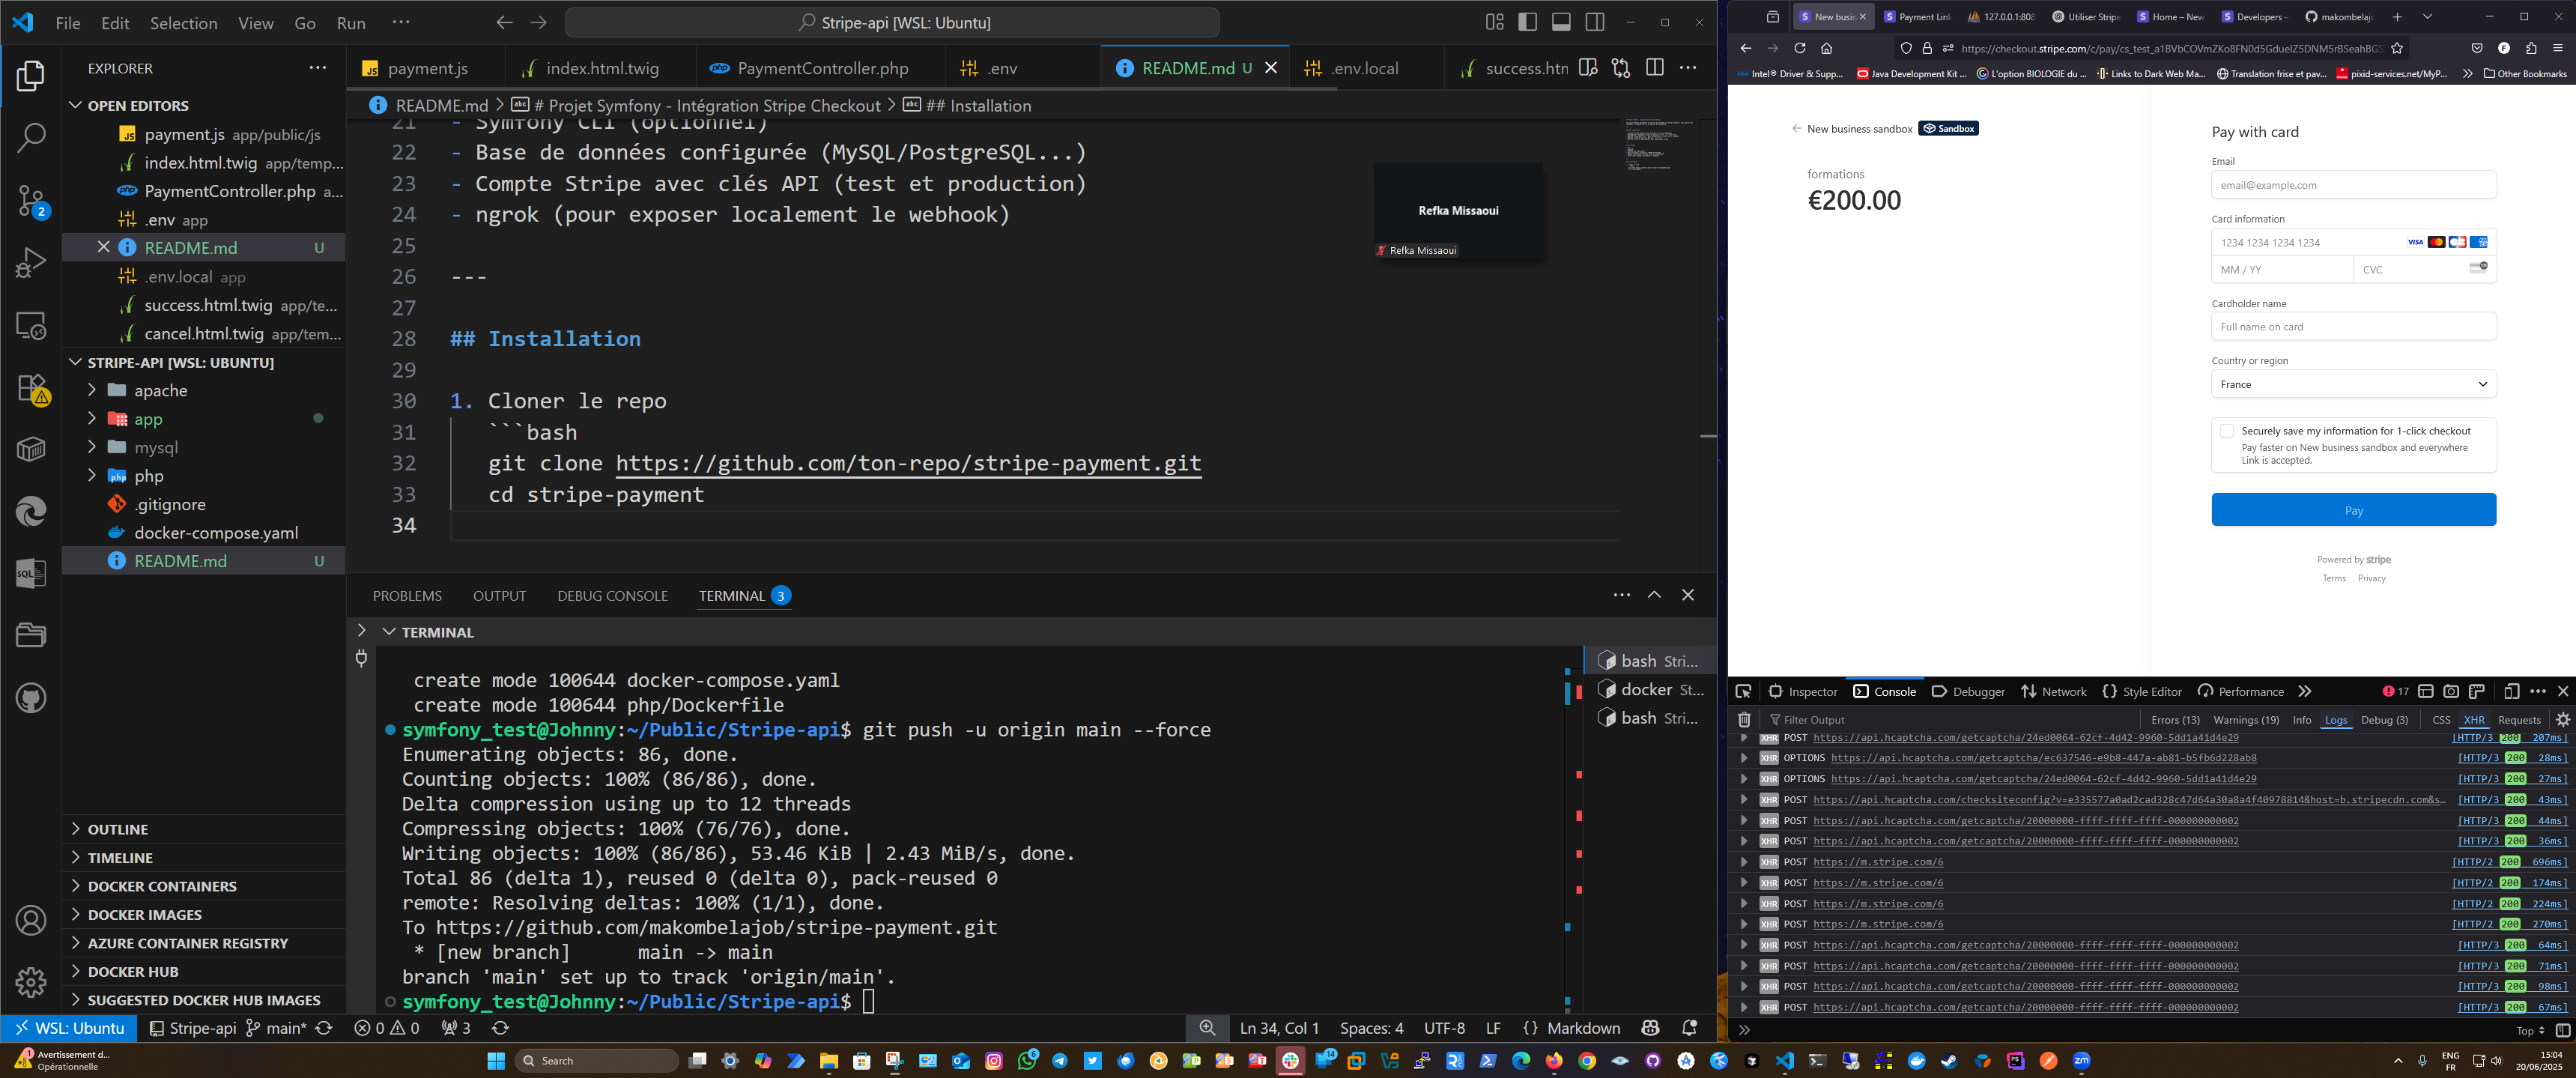 File Edit Selection View Go Run ···
Stripe-api [WSL: Ubuntu]
EXPLORER
OPEN EDITORS
payment.js app/public/js
index.html.twig app/temp...
PaymentController.php a...
.env app
README.md U
.env.local app
success.html.twig app/te...
cancel.html.twig app/tem...
STRIPE-API [WSL: UBUNTU]
apache
app
mysql
php
.gitignore
docker-compose.yaml
README.md U
OUTLINE
TIMELINE
DOCKER CONTAINERS
DOCKER IMAGES
AZURE CONTAINER REGISTRY
DOCKER HUB
SUGGESTED DOCKER HUB IMAGES
payment.js index.html.twig PaymentController.php .env README.md U .env.local success.htn
README.md > # Projet Symfony - Intégration Stripe Checkout > ## Installation
21 - Symfony CLI (optionnel)
22 - Base de données configurée (MySQL/PostgreSQL...)
23 - Compte Stripe avec clés API (test et production)
24 - ngrok (pour exposer localement le webhook)
25
26 ---
27
28 ## Installation
29
30 1. Cloner le repo
31 ```bash
32 git clone https://github.com/ton-repo/stripe-payment.git
33 cd stripe-payment
34
Refka Missaoui
Refka Missaoui
PROBLEMS OUTPUT DEBUG CONSOLE TERMINAL 3
TERMINAL
create mode 100644 docker-compose.yaml
create mode 100644 php/Dockerfile
symfony_test@Johnny:~/Public/Stripe-api$ git push -u origin main --force
Enumerating objects: 86, done.
Counting objects: 100% (86/86), done.
Delta compression using up to 12 threads
Compressing objects: 100% (76/76), done.
Writing objects: 100% (86/86), 53.46 KiB | 2.43 MiB/s, done.
Total 86 (delta 1), reused 0 (delta 0), pack-reused 0
remote: Resolving deltas: 100% (1/1), done.
To https://github.com/makombelajob/stripe-payment.git
* [new branch] main -> main
branch 'main' set up to track 'origin/main'.
symfony_test@Johnny:~/Public/Stripe-api$
bash Stri...
docker St...
bash Stri...
WSL: Ubuntu Stripe-api main* 0 0 3 Ln 34, Col 1 Spaces: 4 UTF-8 LF {} Markdown
New busin Payment Link 127.0.0.1:808 Utiliser Stripe Home – New Developers – makombelajo
https://checkout.stripe.com/c/pay/
Intel® Driver & Supp... Java Development Kit ... L'option BIOLOGIE du ... Links to Dark Web Ma... Translation frise et pav... pixid-services.net/MyP... Other Bookmarks
New business sandbox Sandbox
formations
€200.00
Pay with card
Email
email@example.com
Card information
1234 1234 1234 1234 VISA
MM / YY CVC
Cardholder name
Full name on card
Country or region
France
Securely save my information for 1-click checkout
Pay faster on New business sandbox and everywhere
Link is accepted.
Pay
Powered by stripe
Terms Privacy
Inspector Console Debugger Network Style Editor Performance 17
Filter Output Errors (13) Warnings (19) Info Logs Debug (3) CSS XHR Requests
XHR POST https://api.hcaptcha.com/getcaptcha/24ed0064-62cf-4d42-9960-5dd1a41d4e29 [HTTP/3 200 207ms]
XHR OPTIONS https://api.hcaptcha.com/getcaptcha/ec637546-e9b8-447a-ab81-b5fb6d228ab8 [HTTP/3 200 28ms]
XHR OPTIONS https://api.hcaptcha.com/getcaptcha/24ed0064-62cf-4d42-9960-5dd1a41d4e29 [HTTP/3 200 27ms]
XHR POST https://api.hcaptcha.com/checksiteconfig?v=e335577a0ad2cad328c47d64a30a8a4f40978814&host=b.stripecdn.com&s... [HTTP/3 200 43ms]
XHR POST https://api.hcaptcha.com/getcaptcha/20000000-ffff-ffff-ffff-000000000002 [HTTP/3 200 44ms]
XHR POST https://api.hcaptcha.com/getcaptcha/20000000-ffff-ffff-ffff-000000000002 [HTTP/3 200 36ms]
XHR POST https://m.stripe.com/6 [HTTP/2 200 696ms]
XHR POST https://m.stripe.com/6 [HTTP/2 200 174ms]
XHR POST https://m.stripe.com/6 [HTTP/2 200 224ms]
XHR POST https://m.stripe.com/6 [HTTP/2 200 270ms]
XHR POST https://api.hcaptcha.com/getcaptcha/20000000-ffff-ffff-ffff-000000000002 [HTTP/3 200 64ms]
XHR POST https://api.hcaptcha.com/getcaptcha/20000000-ffff-ffff-ffff-000000000002 [HTTP/3 200 71ms]
XHR POST https://api.hcaptcha.com/getcaptcha/20000000-ffff-ffff-ffff-000000000002 [HTTP/3 200 98ms]
XHR POST https://api.hcaptcha.com/getcaptcha/20000000-ffff-ffff-ffff-000000000002 [HTTP/3 200 67ms]
Top
Avertissement d...
Opérationnelle
Search
ENG
FR
15:04
20/06/2025